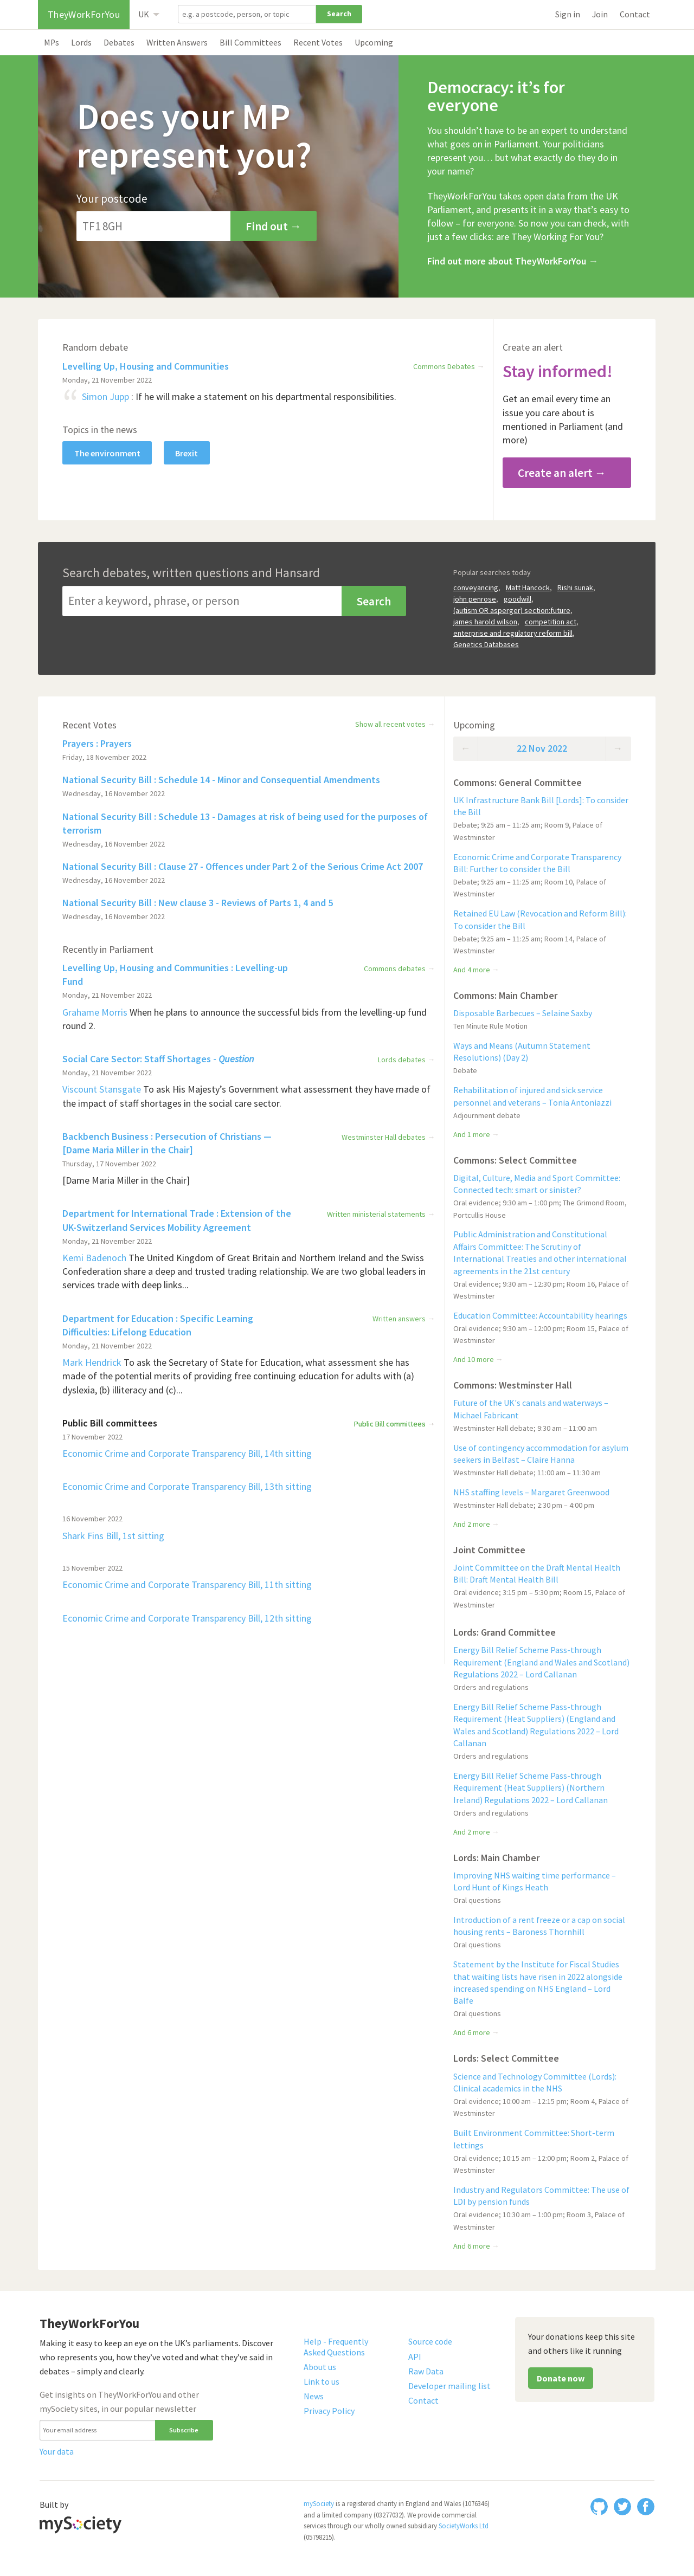 TheyWorkForYou
UK
e.g. a postcode, person, or topic
Search
Sign in
Join
Contact
MPs
Lords
Debates
Written Answers
Bill Committees
Recent Votes
Upcoming
Does your MP
represent you?
Your postcode
TF1 8GH
Find out →
Democracy: it’s for
everyone
You shouldn’t have to be an expert to understand
what goes on in Parliament. Your politicians
represent you… but what exactly do they do in
your name?
TheyWorkForYou takes open data from the UK
Parliament, and presents it in a way that’s easy to
follow – for everyone. So now you can check, with
just a few clicks: are They Working For You?
Find out more about TheyWorkForYou →
Random debate
Levelling Up, Housing and Communities
Commons Debates →
Monday, 21 November 2022
“ Simon Jupp : If he will make a statement on his departmental responsibilities.
Topics in the news
The environment
Brexit
Create an alert
Stay informed!
Get an email every time an
issue you care about is
mentioned in Parliament (and
more)
Create an alert →
Search debates, written questions and Hansard
Enter a keyword, phrase, or person
Search
Popular searches today
conveyancing, Matt Hancock, Rishi sunak,
john penrose, goodwill,
(autism OR asperger) section:future,
james harold wilson, competition act,
enterprise and regulatory reform bill,
Genetics Databases
Recent Votes
Show all recent votes →
Prayers : Prayers
Friday, 18 November 2022
National Security Bill : Schedule 14 - Minor and Consequential Amendments
Wednesday, 16 November 2022
National Security Bill : Schedule 13 - Damages at risk of being used for the purposes of
terrorism
Wednesday, 16 November 2022
National Security Bill : Clause 27 - Offences under Part 2 of the Serious Crime Act 2007
Wednesday, 16 November 2022
National Security Bill : New clause 3 - Reviews of Parts 1, 4 and 5
Wednesday, 16 November 2022
Recently in Parliament
Levelling Up, Housing and Communities : Levelling-up
Fund
Commons debates →
Monday, 21 November 2022
Grahame Morris When he plans to announce the successful bids from the levelling-up fund
round 2.
Social Care Sector: Staff Shortages - Question
Lords debates →
Monday, 21 November 2022
Viscount Stansgate To ask His Majesty’s Government what assessment they have made of
the impact of staff shortages in the social care sector.
Backbench Business : Persecution of Christians —
[Dame Maria Miller in the Chair]
Westminster Hall debates →
Thursday, 17 November 2022
[Dame Maria Miller in the Chair]
Department for International Trade : Extension of the
UK-Switzerland Services Mobility Agreement
Written ministerial statements →
Monday, 21 November 2022
Kemi Badenoch The United Kingdom of Great Britain and Northern Ireland and the Swiss
Confederation share a deep and trusted trading relationship. We are two global leaders in
services trade with deep links...
Department for Education : Specific Learning
Difficulties: Lifelong Education
Written answers →
Monday, 21 November 2022
Mark Hendrick To ask the Secretary of State for Education, what assessment she has
made of the potential merits of providing free continuing education for adults with (a)
dyslexia, (b) illiteracy and (c)...
Public Bill committees
Public Bill committees →
17 November 2022
Economic Crime and Corporate Transparency Bill, 14th sitting
Economic Crime and Corporate Transparency Bill, 13th sitting
16 November 2022
Shark Fins Bill, 1st sitting
15 November 2022
Economic Crime and Corporate Transparency Bill, 11th sitting
Economic Crime and Corporate Transparency Bill, 12th sitting
Upcoming
← 22 Nov 2022 →
Commons: General Committee
UK Infrastructure Bank Bill [Lords]: To consider
the Bill
Debate; 9:25 am – 11:25 am; Room 9, Palace of
Westminster
Economic Crime and Corporate Transparency
Bill: Further to consider the Bill
Debate; 9:25 am – 11:25 am; Room 10, Palace of
Westminster
Retained EU Law (Revocation and Reform Bill):
To consider the Bill
Debate; 9:25 am – 11:25 am; Room 14, Palace of
Westminster
And 4 more →
Commons: Main Chamber
Disposable Barbecues – Selaine Saxby
Ten Minute Rule Motion
Ways and Means (Autumn Statement
Resolutions) (Day 2)
Debate
Rehabilitation of injured and sick service
personnel and veterans – Tonia Antoniazzi
Adjournment debate
And 1 more →
Commons: Select Committee
Digital, Culture, Media and Sport Committee:
Connected tech: smart or sinister?
Oral evidence; 9:30 am – 1:00 pm; The Grimond Room,
Portcullis House
Public Administration and Constitutional
Affairs Committee: The Scrutiny of
International Treaties and other international
agreements in the 21st century
Oral evidence; 9:30 am – 12:30 pm; Room 16, Palace of
Westminster
Education Committee: Accountability hearings
Oral evidence; 9:30 am – 12:00 pm; Room 15, Palace of
Westminster
And 10 more →
Commons: Westminster Hall
Future of the UK's canals and waterways –
Michael Fabricant
Westminster Hall debate; 9:30 am – 11:00 am
Use of contingency accommodation for asylum
seekers in Belfast – Claire Hanna
Westminster Hall debate; 11:00 am – 11:30 am
NHS staffing levels – Margaret Greenwood
Westminster Hall debate; 2:30 pm – 4:00 pm
And 2 more →
Joint Committee
Joint Committee on the Draft Mental Health
Bill: Draft Mental Health Bill
Oral evidence; 3:15 pm – 5:30 pm; Room 15, Palace of
Westminster
Lords: Grand Committee
Energy Bill Relief Scheme Pass-through
Requirement (England and Wales and Scotland)
Regulations 2022 – Lord Callanan
Orders and regulations
Energy Bill Relief Scheme Pass-through
Requirement (Heat Suppliers) (England and
Wales and Scotland) Regulations 2022 – Lord
Callanan
Orders and regulations
Energy Bill Relief Scheme Pass-through
Requirement (Heat Suppliers) (Northern
Ireland) Regulations 2022 – Lord Callanan
Orders and regulations
And 2 more →
Lords: Main Chamber
Improving NHS waiting time performance –
Lord Hunt of Kings Heath
Oral questions
Introduction of a rent freeze or a cap on social
housing rents – Baroness Thornhill
Oral questions
Statement by the Institute for Fiscal Studies
that waiting lists have risen in 2022 alongside
increased spending on NHS England – Lord
Balfe
Oral questions
And 6 more →
Lords: Select Committee
Science and Technology Committee (Lords):
Clinical academics in the NHS
Oral evidence; 10:00 am – 12:15 pm; Room 4, Palace of
Westminster
Built Environment Committee: Short-term
lettings
Oral evidence; 10:15 am – 12:00 pm; Room 2, Palace of
Westminster
Industry and Regulators Committee: The use of
LDI by pension funds
Oral evidence; 10:30 am – 1:00 pm; Room 3, Palace of
Westminster
And 6 more →
TheyWorkForYou
Making it easy to keep an eye on the UK’s parliaments. Discover
who represents you, how they’ve voted and what they’ve said in
debates – simply and clearly.
Get insights on TheyWorkForYou and other
mySociety sites, in our popular newsletter
Your email address
Subscribe
Your data
Help - Frequently
Asked Questions
About us
Link to us
News
Privacy Policy
Source code
API
Raw Data
Developer mailing list
Contact
Your donations keep this site
and others like it running
Donate now
Built by
mySociety
mySociety is a registered charity in England and Wales (1076346)
and a limited company (03277032). We provide commercial
services through our wholly owned subsidiary SocietyWorks Ltd
(05798215).